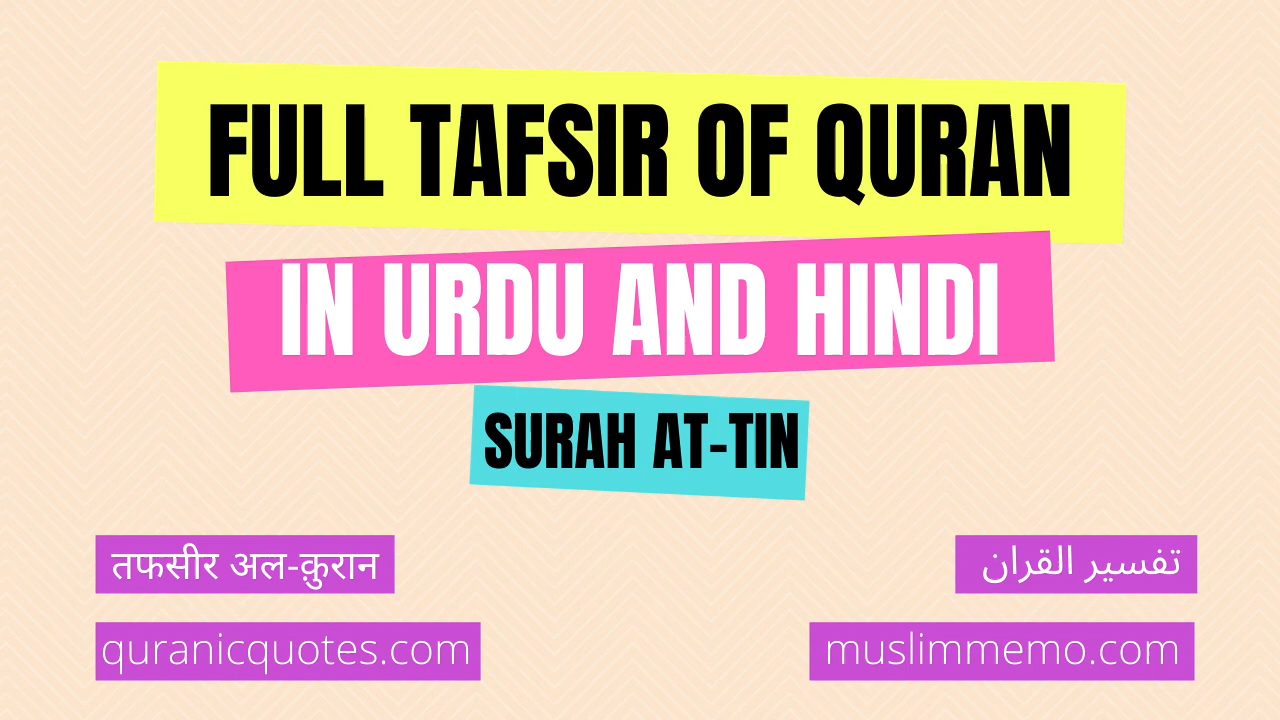 FULL TAFSIR OF QURAN
IN URDU AND HINDI
SURAH AT-TIN
तफसीर अल-क़ुरान
تفسير القران
quranicquotes.com
muslimmemo.com